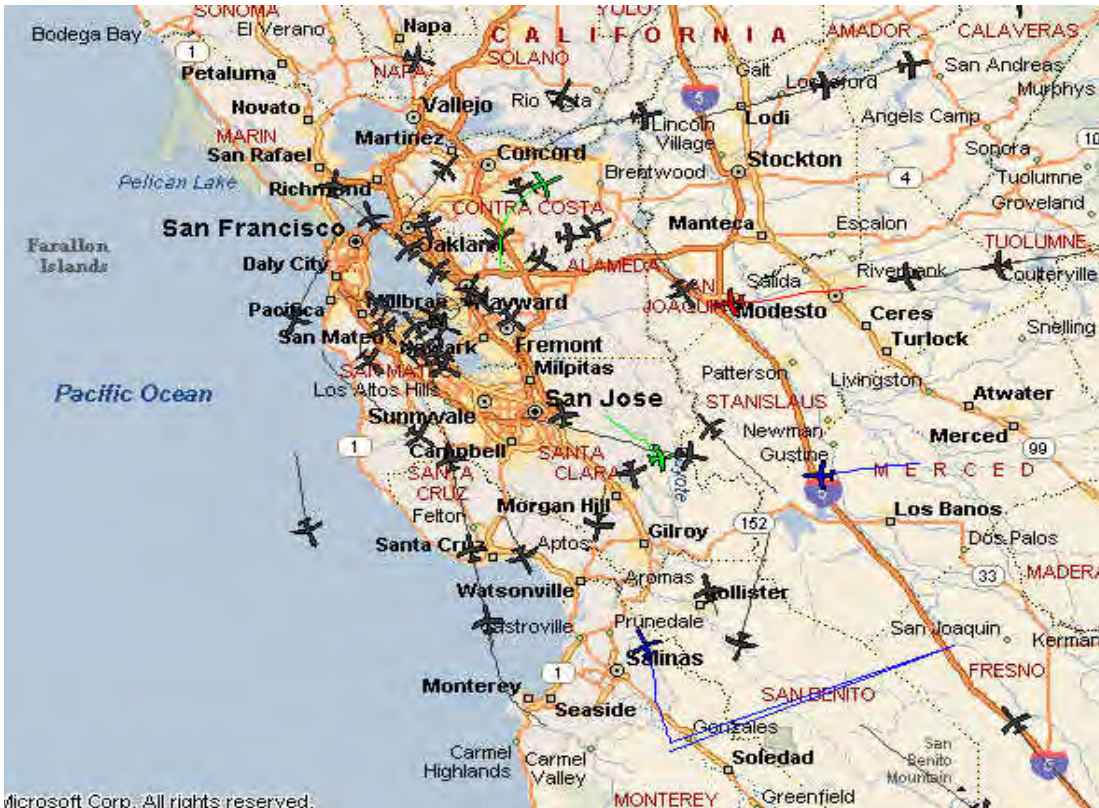 SONOMA
YOLO
Napa
El Verano
Bodega Bay
CALIFORNIA
AMADOR
CALAVERAS
1
SOLANO
Petaluma
NAPA
Galt
San Andreas
5
Rio Vista
Murphys
Novato
Vallejo
Lodi
Lincoln
Village
Angels Camp
MARIN
Martinez
10
San Rafael
Concord
Stockton
Sonora
Pelican Lake
Richmond
Brentwood
4
Tuolumne
CONTRA COSTA
Groveland
San Francisco
Manteca
Escalon
Farallon
Islands
Oakland
TUOLUMNE
Daly City
ALAMEDA
Salida
Riverbank
Coulterville
SAN
JOAQUIN
Pacifica
Hayward
Modesto
Ceres
Snelling
San Mateo
Fremont
Turlock
Milpitas
SAN MAT
Patterson
Livingston
Los Altos Hills
Pacific Ocean
San Jose
Atwater
Sunnyvale
STANISLAUS
Newman
Merced
1
Campbell
SANTA
CLARA
Gustine
99
MERCED
SANTA
CRUZ
Coyote
5
Morgan Hill
Los Banos
Felton
152
Gilroy
Santa Cruz
Aptos
Dos Palos
33
MADERA
Aromas
Watsonville
Hollister
Prunedale
San Joaquin
Kerman
Salinas
1
FRESNO
Monterey
SAN BENITO
Seaside
Gonzales
Carmel
Highlands
Carmel
Valley
Soledad
San
Benito
Mountain
5
MONTEREY
Greenfield
Microsoft Corp. All rights reserved.